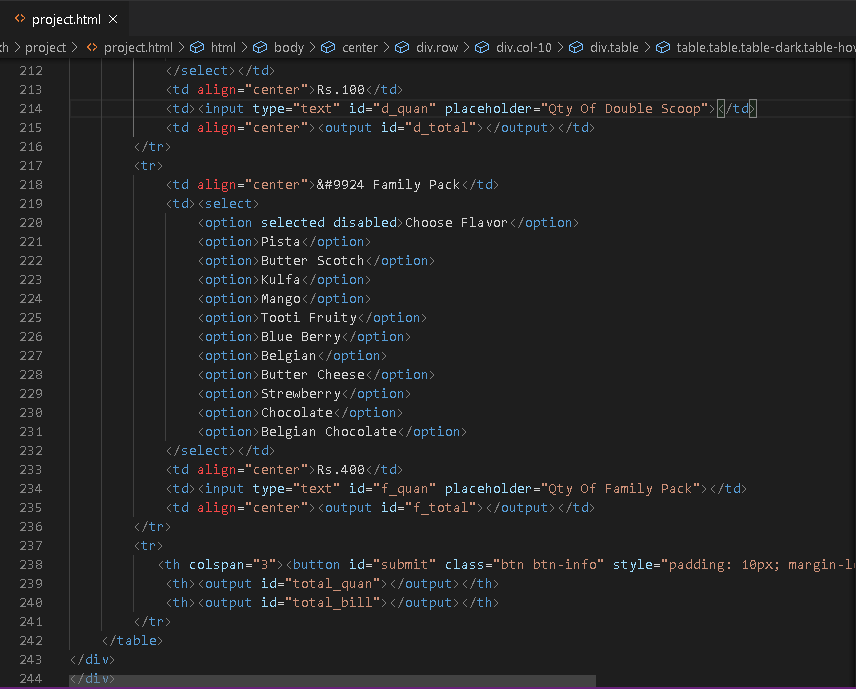 project.html ×
th > project > project.html > html > body > center > div.row > div.col-10 > div.table > table.table.table-dark.table-hov
212 </select></td>
213 <td align="center">Rs.100</td>
214 <td><input type="text" id="d_quan" placeholder="Qty Of Double Scoop"></td>
215 <td align="center"><output id="d_total"></output></td>
216 </tr>
217 <tr>
218 <td align="center">&#9924 Family Pack</td>
219 <td><select>
220 <option selected disabled>Choose Flavor</option>
221 <option>Pista</option>
222 <option>Butter Scotch</option>
223 <option>Kulfa</option>
224 <option>Mango</option>
225 <option>Tooti Fruity</option>
226 <option>Blue Berry</option>
227 <option>Belgian</option>
228 <option>Butter Cheese</option>
229 <option>Strewberry</option>
230 <option>Chocolate</option>
231 <option>Belgian Chocolate</option>
232 </select></td>
233 <td align="center">Rs.400</td>
234 <td><input type="text" id="f_quan" placeholder="Qty Of Family Pack"></td>
235 <td align="center"><output id="f_total"></output></td>
236 </tr>
237 <tr>
238 <th colspan="3"><button id="submit" class="btn btn-info" style="padding: 10px; margin-l
239 <th><output id="total_quan"></output></th>
240 <th><output id="total_bill"></output></th>
241 </tr>
242 </table>
243 </div>
244 </div>